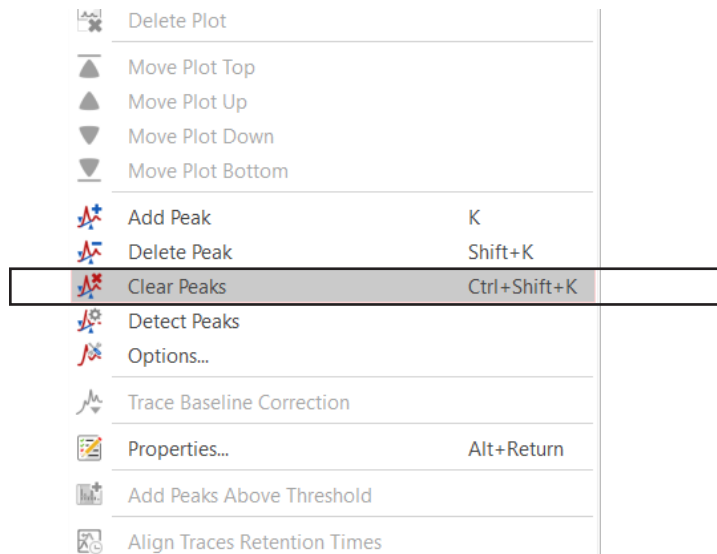 Delete Plot
Move Plot Top
Move Plot Up
Move Plot Down
Move Plot Bottom
Add Peak K
Delete Peak Shift+K
Clear Peaks Ctrl+Shift+K
Detect Peaks
Options...
Trace Baseline Correction
Properties... Alt+Return
Add Peaks Above Threshold
Align Traces Retention Times